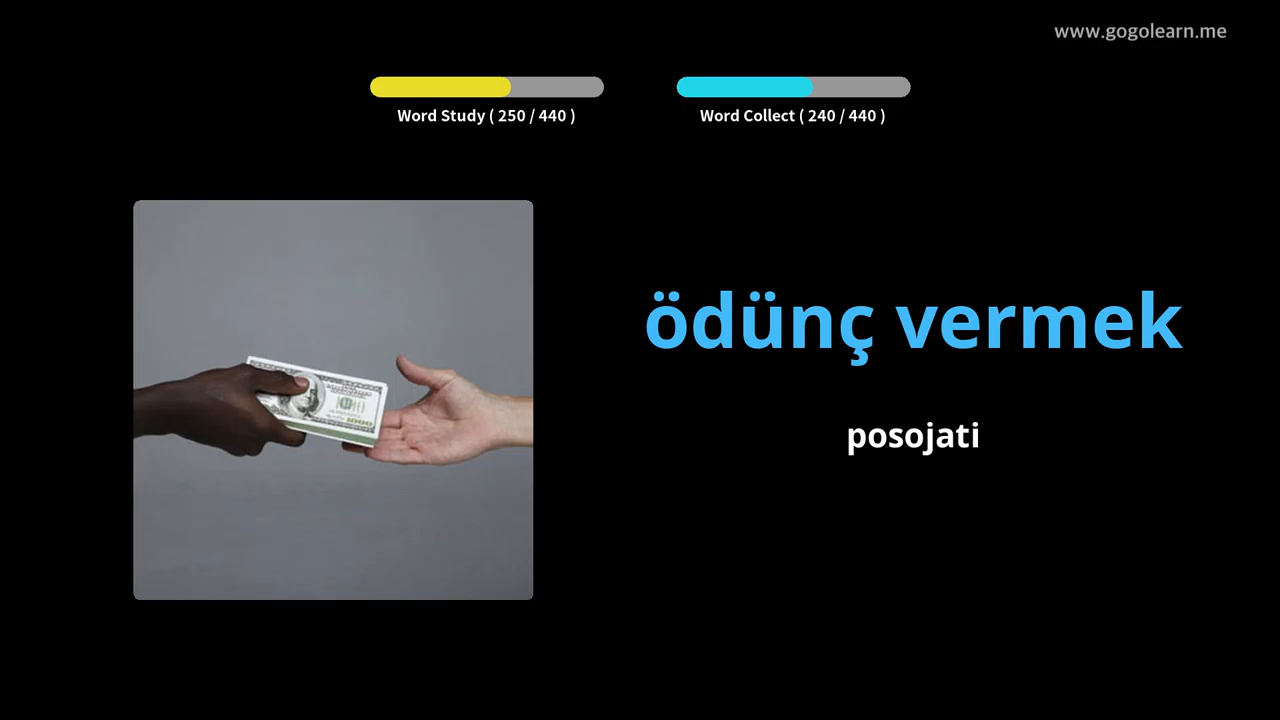 www.gogolearn.me
Word Study ( 250 / 440 )
Word Collect ( 240 / 440 )
ödünç vermek
posojati